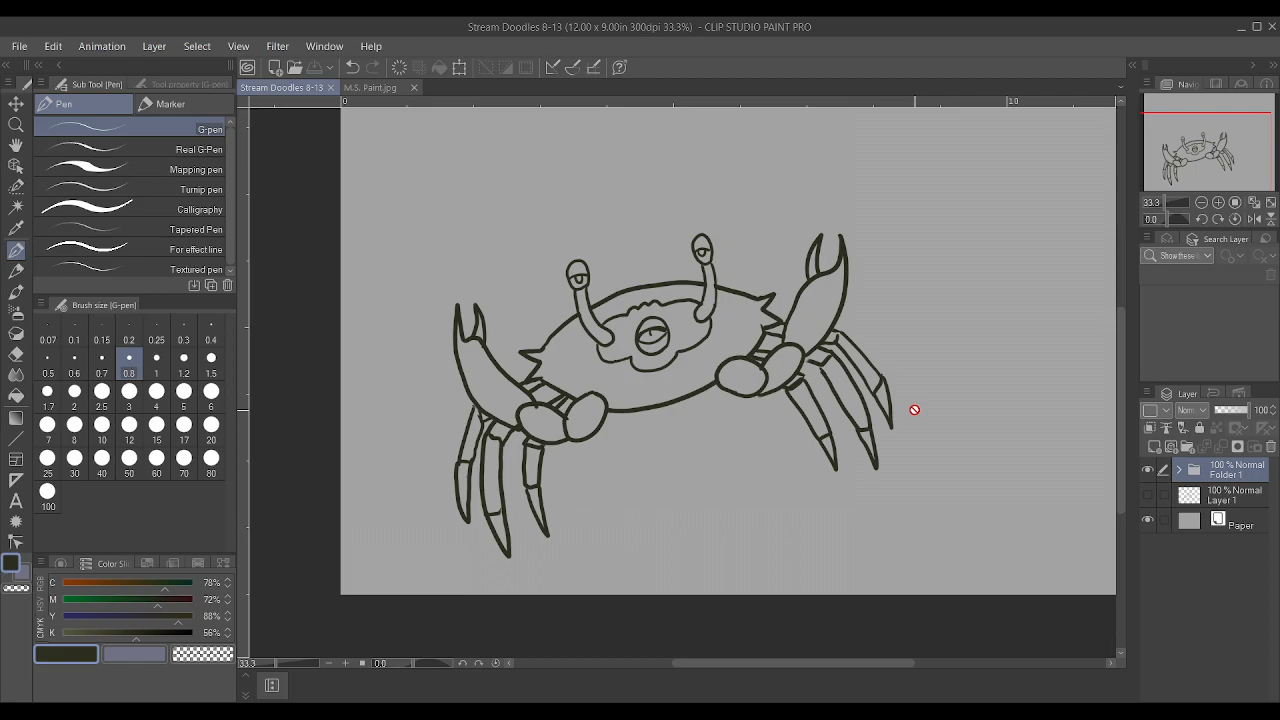 Stream Doodles 8-13 (12.00 x 9.00in 300dpi 33.3%) - CLIP STUDIO PAINT PRO
File Edit Animation Layer Select View Filter Window Help
Sub Tool [Pen] Tool property [G-pen]
Stream Doodles 8-13 M.S. Paint.jpg
Pen Marker
0 10
G-pen
Real G-Pen
Mapping pen
Turnip pen
Calligraphy
Tapered Pen
For effect line
Textured pen
Brush size [G-pen]
0.07 0.1 0.15 0.2 0.25 0.3 0.4
0.5 0.6 0.7 0.8 1 1.2 1.5
1.7 2 2.5 3 4 5 6
7 8 10 12 15 17 20
25 30 40 50 60 70 80
100
Color Sli
RGB
HSV
CMYK
C 78%
M 72%
Y 88%
K 56%
33.3 0.0
Navi
33.3
0.0
Search Layer
Show these l
Layer
Norm 100
100 % Normal
Folder 1
100 % Normal
Layer 1
Paper